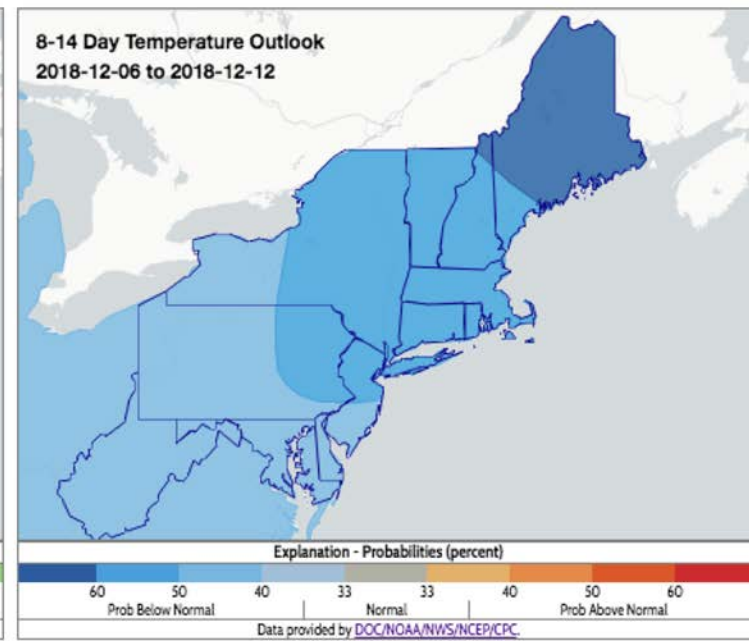 8-14 Day Temperature Outlook
2018-12-06 to 2018-12-12
Explanation - Probabilities (percent)
60 50 40 33 33 40 50 60
Prob Below Normal | Normal | Prob Above Normal
Data provided by DOC/NOAA/NWS/NCEP/CPC.